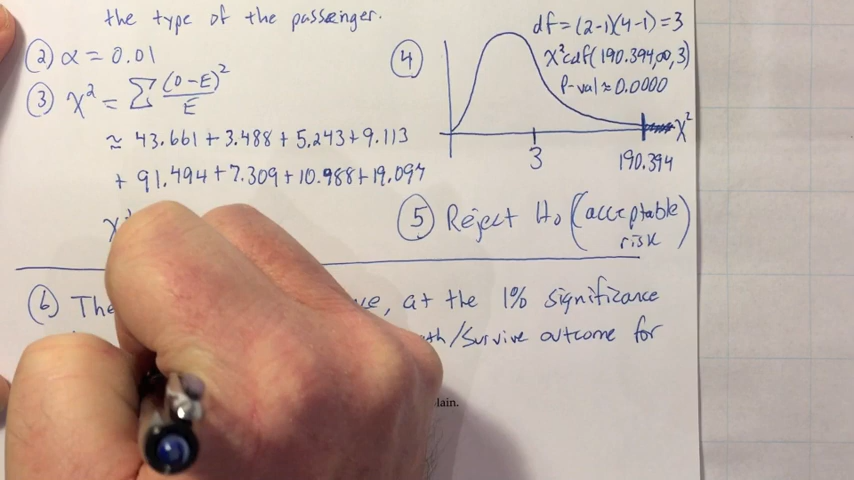 the type of the passenger.
② α = 0.01
③ χ² = Σ (O-E)²/E
≈ 43.661 + 3.488 + 5.243 + 9.113
+ 91.494 + 7.309 + 10.988 + 19.097
χ²
④
df = (2-1)(4-1) = 3
χ²cdf(190.394,∞,3)
P-val ≈ 0.0000
χ²
3
190.394
⑤ Reject H₀ (acceptable risk)
⑥ The at the 1% significance
/Survive outcome for
lain.